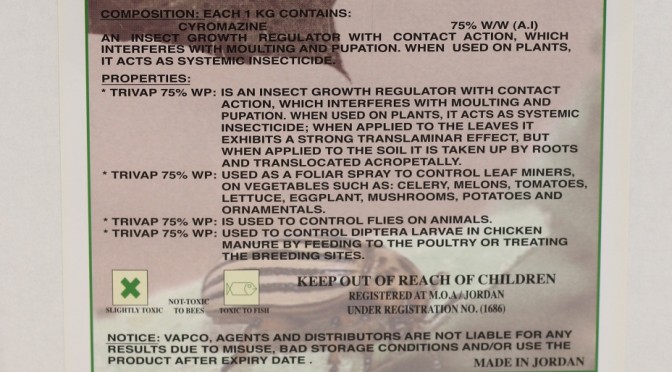 COMPOSITION: EACH 1 KG CONTAINS:
CYROMAZINE 75% W/W (A.I)
AN INSECT GROWTH REGULATOR WITH CONTACT ACTION, WHICH
INTERFERES WITH MOULTING AND PUPATION. WHEN USED ON PLANTS,
IT ACTS AS SYSTEMIC INSECTICIDE.
PROPERTIES:
* TRIVAP 75% WP: IS AN INSECT GROWTH REGULATOR WITH CONTACT
ACTION, WHICH INTERFERES WITH MOULTING AND
PUPATION. WHEN USED ON PLANTS, IT ACTS AS SYSTEMIC
INSECTICIDE; WHEN APPLIED TO THE LEAVES IT
EXHIBITS A STRONG TRANSLAMINAR EFFECT, BUT
WHEN APPLIED TO THE SOIL IT IS TAKEN UP BY ROOTS
AND TRANSLOCATED ACROPETALLY.
* TRIVAP 75% WP: USED AS A FOLIAR SPRAY TO CONTROL LEAF MINERS,
ON VEGETABLES SUCH AS: CELERY, MELONS, TOMATOES,
LETTUCE, EGGPLANT, MUSHROOMS, POTATOES AND
ORNAMENTALS.
* TRIVAP 75% WP: IS USED TO CONTROL FLIES ON ANIMALS.
* TRIVAP 75% WP: USED TO CONTROL DIPTERA LARVAE IN CHICKEN
MANURE BY FEEDING TO THE POULTRY OR TREATING
THE BREEDING SITES.
KEEP OUT OF REACH OF CHILDREN
REGISTERED AT M.O.A / JORDAN
UNDER REGISTRATION NO. (1686)
SLIGHTLY TOXIC
NOT-TOXIC
TO BEES
TOXIC TO FISH
NOTICE: VAPCO, AGENTS AND DISTRIBUTORS ARE NOT LIABLE FOR ANY
RESULTS DUE TO MISUSE, BAD STORAGE CONDITIONS AND/OR USE THE
PRODUCT AFTER EXPIRY DATE .
MADE IN JORDAN